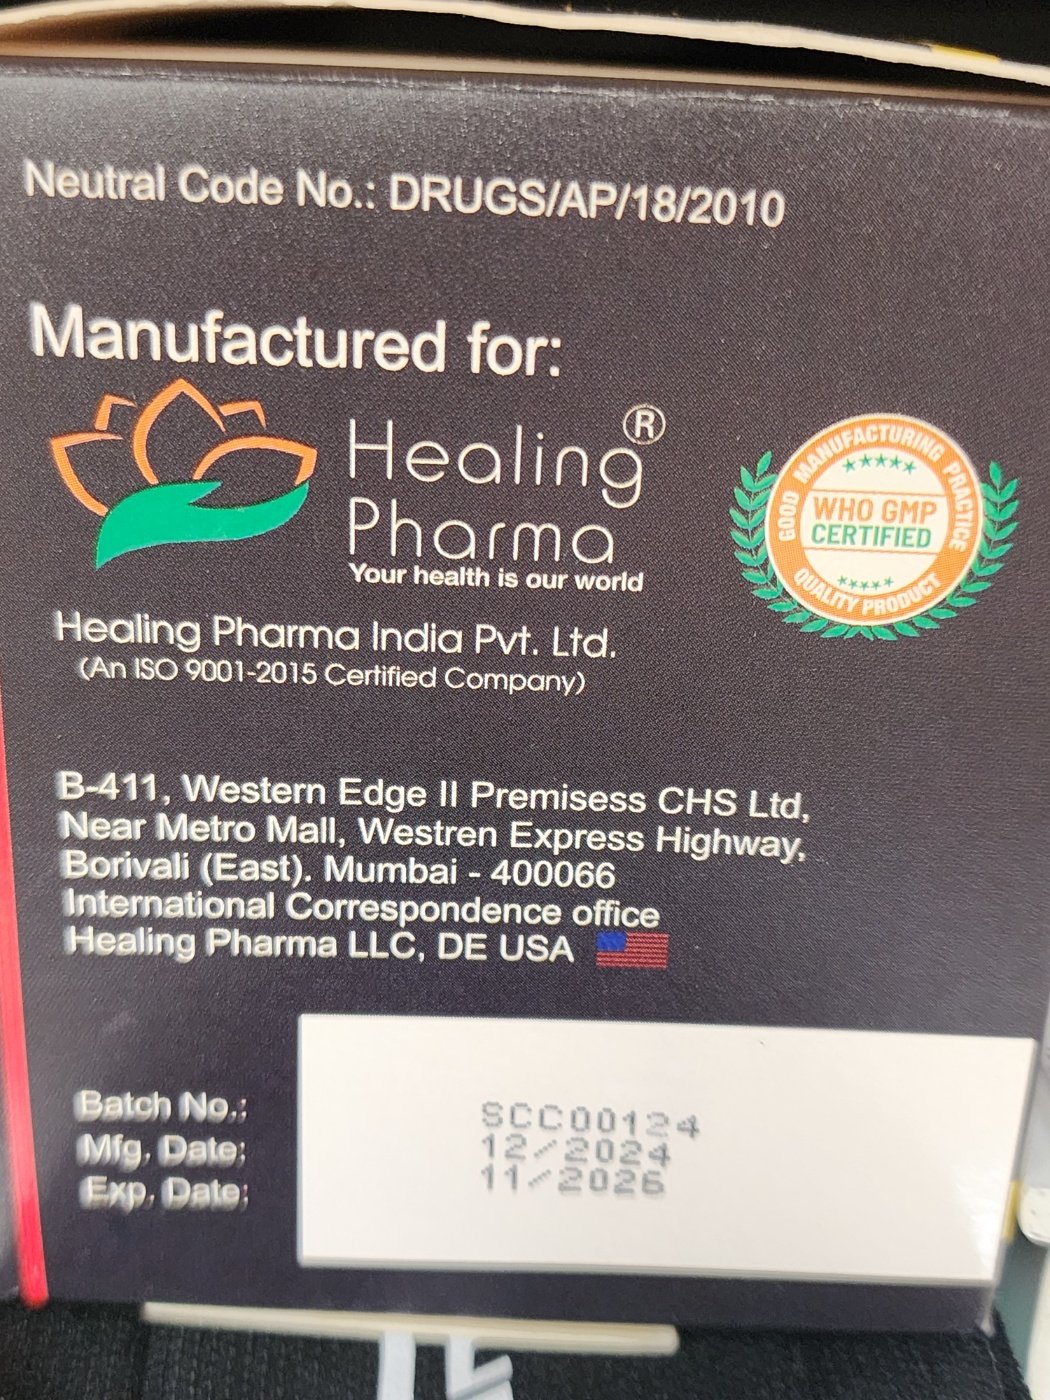 Neutral Code No.: DRUGS/AP/18/2010
Manufactured for:
Healing®
Pharma
Your health is our world
GOOD MANUFACTURING PRACTICE
WHO GMP
CERTIFIED
QUALITY PRODUCT
Healing Pharma India Pvt. Ltd.
(An ISO 9001-2015 Certified Company)
B-411, Western Edge II Premisess CHS Ltd,
Near Metro Mall, Westren Express Highway,
Borivali (East). Mumbai - 400066
International Correspondence office
Healing Pharma LLC, DE USA
Batch No.: SCC00124
Mfg. Date: 12/2024
Exp. Date: 11/2026